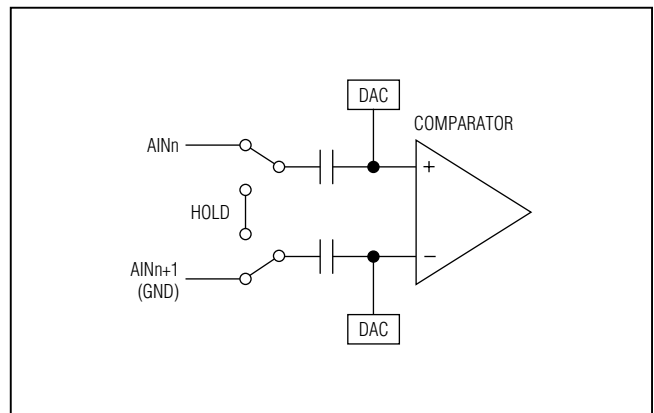 DAC
COMPARATOR
AINn
+
HOLD
−
AINn+1
(GND)
DAC